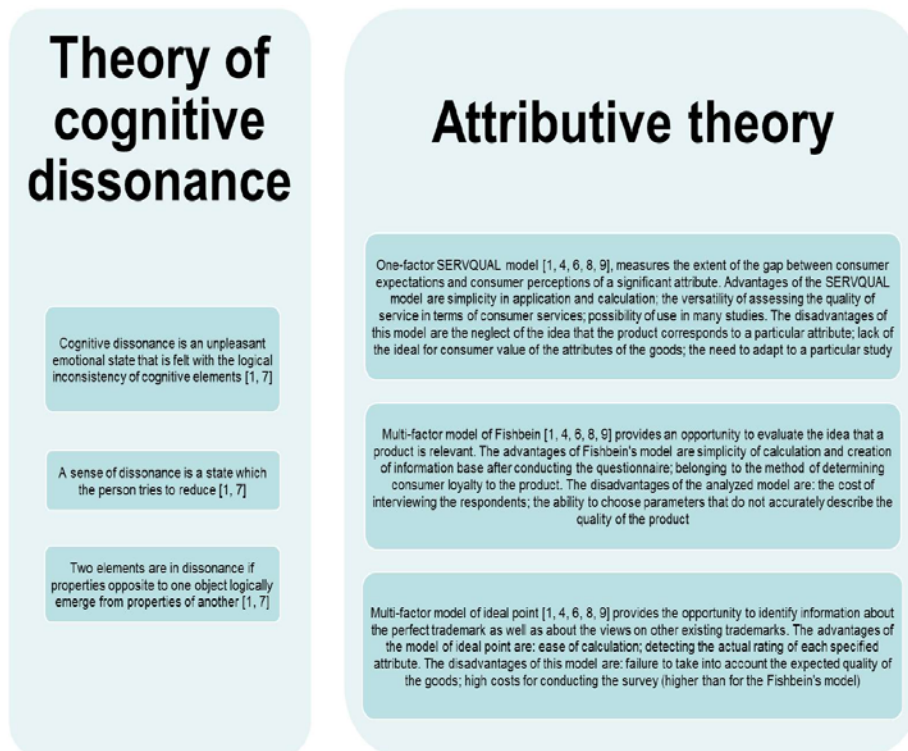 Theory of
cognitive
dissonance
Cognitive dissonance is an unpleasant
emotional state that is felt with the logical
inconsistency of cognitive elements [1, 7]
A sense of dissonance is a state which
the person tries to reduce [1, 7]
Two elements are in dissonance if
properties opposite to one object logically
emerge from properties of another [1, 7]
Attributive theory
One-factor SERVQUAL model [1, 4, 6, 8, 9], measures the extent of the gap between consumer
expectations and consumer perceptions of a significant attribute. Advantages of the SERVQUAL
model are simplicity in application and calculation; the versatility of assessing the quality of
service in terms of consumer services; possibility of use in many studies. The disadvantages of
this model are the neglect of the idea that the product corresponds to a particular attribute; lack of
the ideal for consumer value of the attributes of the goods; the need to adapt to a particular study
Multi-factor model of Fishbein [1, 4, 6, 8, 9] provides an opportunity to evaluate the idea that a
product is relevant. The advantages of Fishbein's model are simplicity of calculation and creation
of information base after conducting the questionnaire; belonging to the method of determining
consumer loyalty to the product. The disadvantages of the analyzed model are: the cost of
interviewing the respondents; the ability to choose parameters that do not accurately describe the
quality of the product
Multi-factor model of ideal point [1, 4, 6, 8, 9] provides the opportunity to identify information about
the perfect trademark as well as about the views on other existing trademarks. The advantages of
the model of ideal point are: ease of calculation; detecting the actual rating of each specified
attribute. The disadvantages of this model are: failure to take into account the expected quality of
the goods; high costs for conducting the survey (higher than for the Fishbein's model)